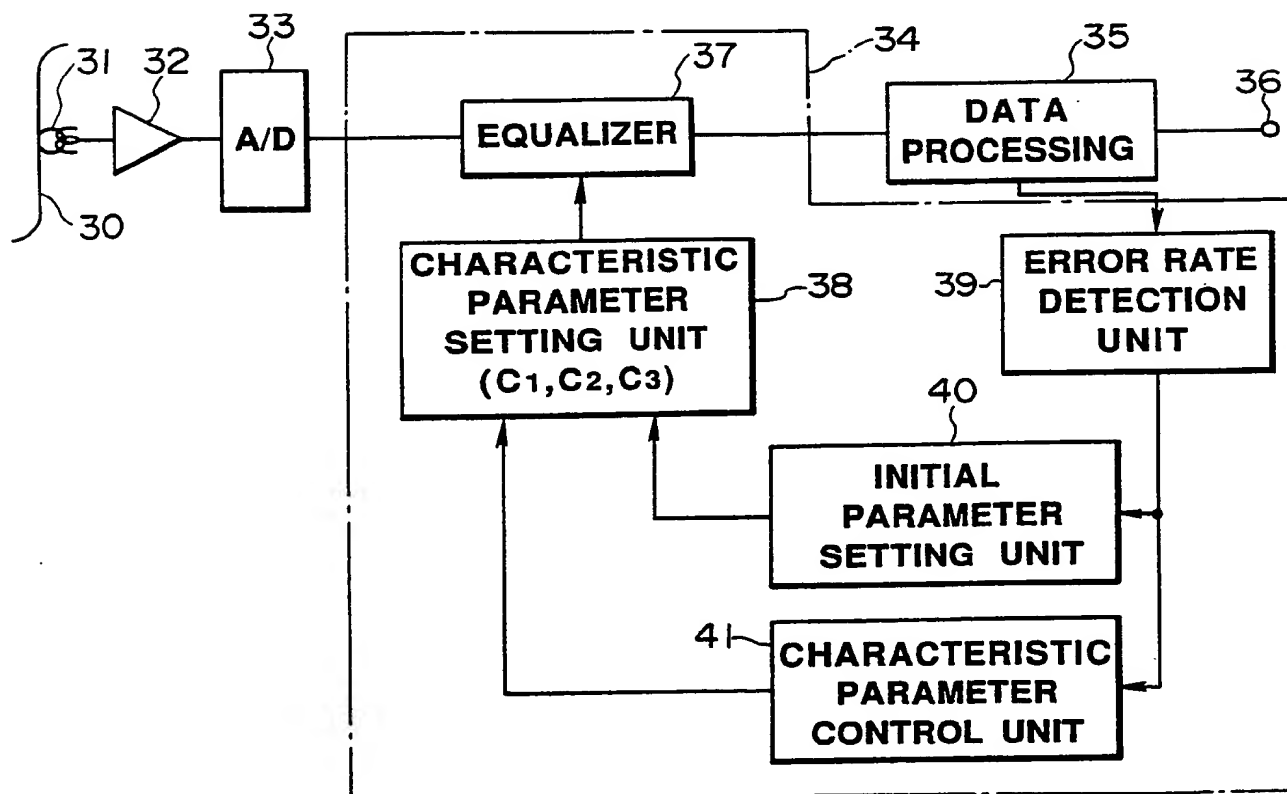 33
34
35
31
32
37
36
A/D
EQUALIZER
DATA
PROCESSING
30
CHARACTERISTIC
PARAMETER
SETTING UNIT
(C1,C2,C3)
38
39
ERROR RATE
DETECTION
UNIT
40
INITIAL
PARAMETER
SETTING UNIT
41
CHARACTERISTIC
PARAMETER
CONTROL UNIT